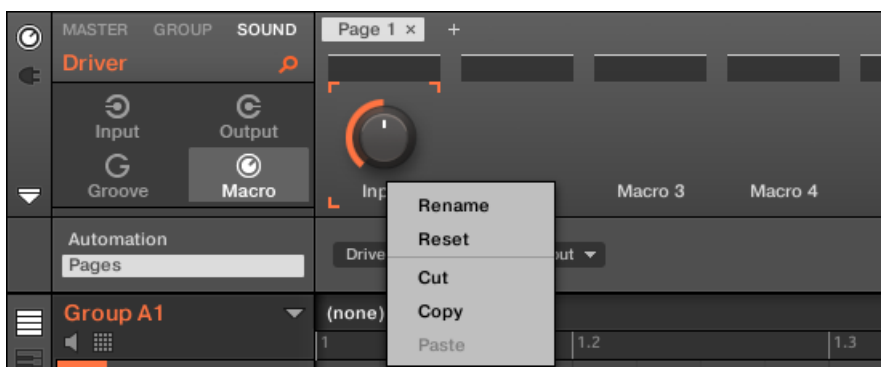 MASTER GROUP SOUND Page 1 × +
Driver
Input Output
Groove Macro Inp Macro 3 Macro 4
Rename
Automation Reset
Pages Drive out
Cut
Group A1 (none) Copy
1 Paste 1.2 1.3